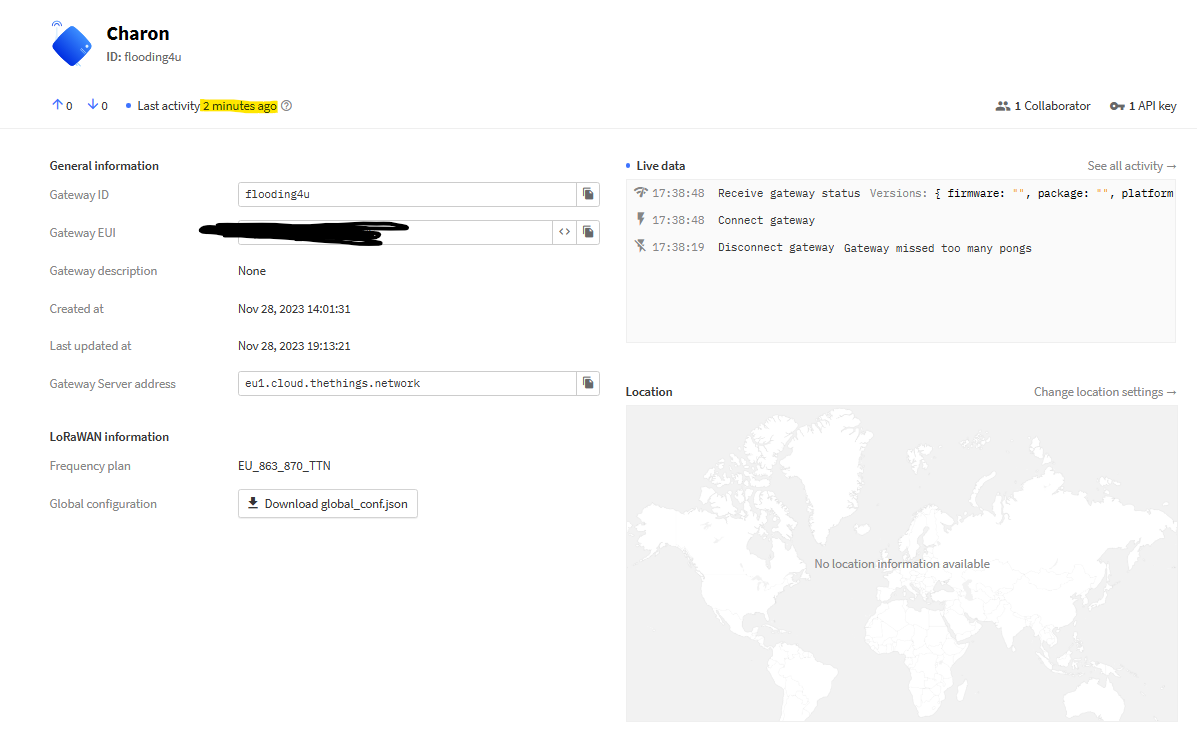 Charon
ID: flooding4u
0 0 Last activity 2 minutes ago
1 Collaborator 1 API key
General information
Gateway ID flooding4u
Gateway EUI
Gateway description None
Created at Nov 28, 2023 14:01:31
Last updated at Nov 28, 2023 19:13:21
Gateway Server address eu1.cloud.thethings.network
LoRaWAN information
Frequency plan EU_863_870_TTN
Global configuration Download global_conf.json
Live data See all activity →
17:38:48 Receive gateway status Versions: { firmware: "", package: "", platform
17:38:48 Connect gateway
17:38:19 Disconnect gateway Gateway missed too many pongs
Location Change location settings →
No location information available